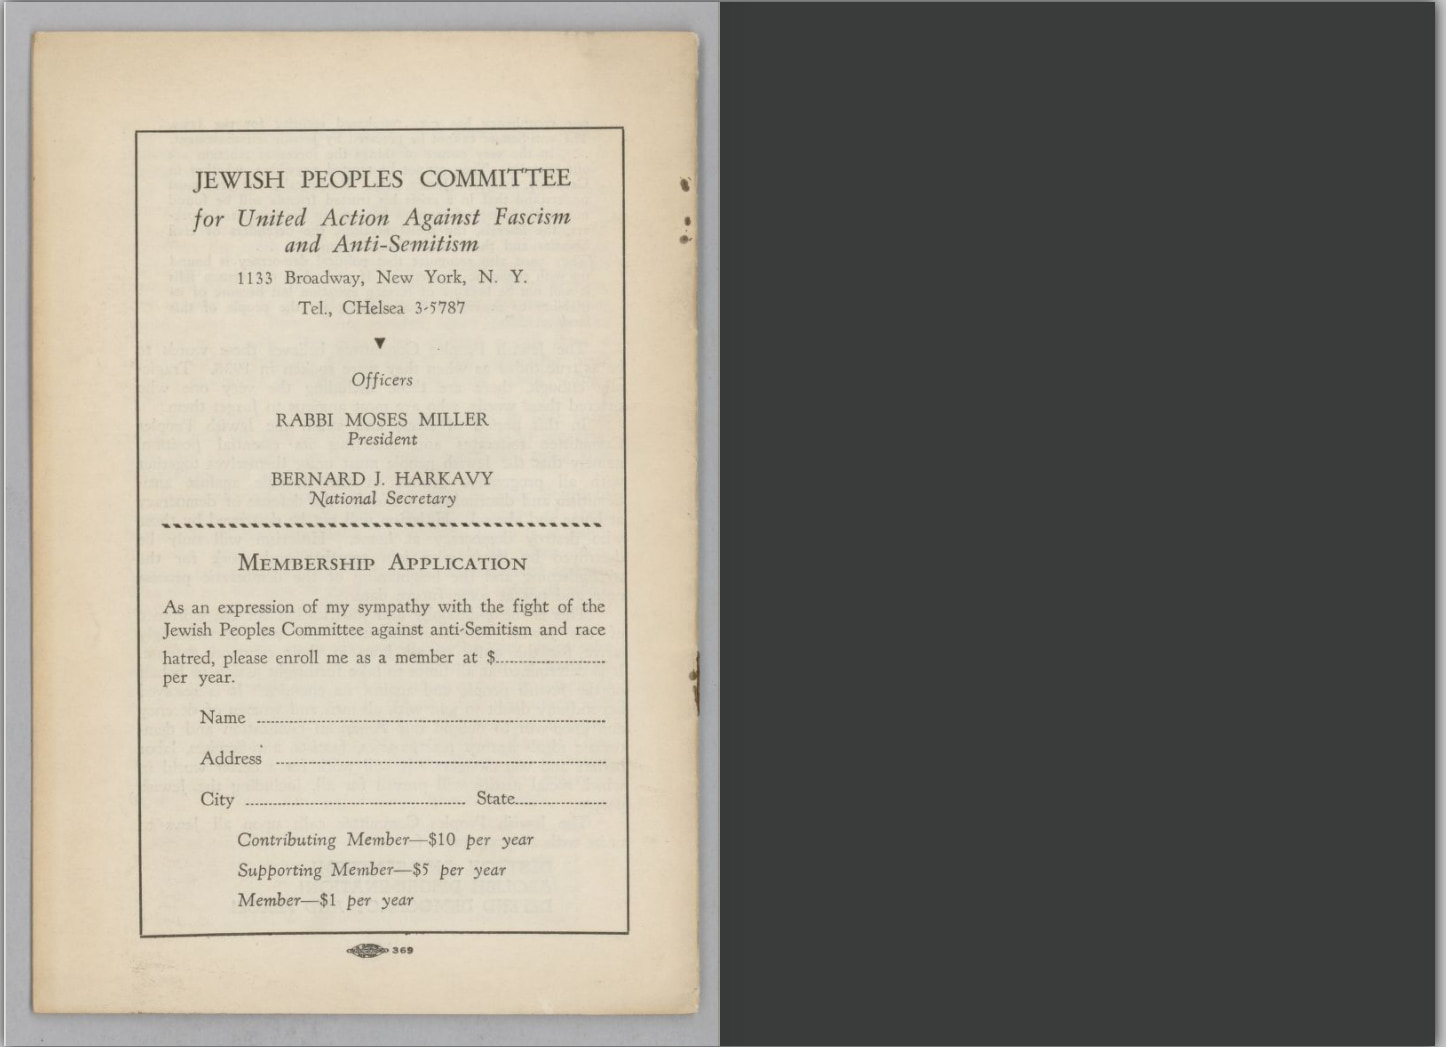 JEWISH PEOPLES COMMITTEE
for United Action Against Fascism
and Anti-Semitism
1133 Broadway, New York, N. Y.
Tel., CHelsea 3-5787
Officers
RABBI MOSES MILLER
President
BERNARD J. HARKAVY
National Secretary
MEMBERSHIP APPLICATION
As an expression of my sympathy with the fight of the
Jewish Peoples Committee against anti-Semitism and race
hatred, please enroll me as a member at $......................
per year.
Name ......................
Address ......................
City ...................... State......................
Contributing Member—$10 per year
Supporting Member—$5 per year
Member—$1 per year
369